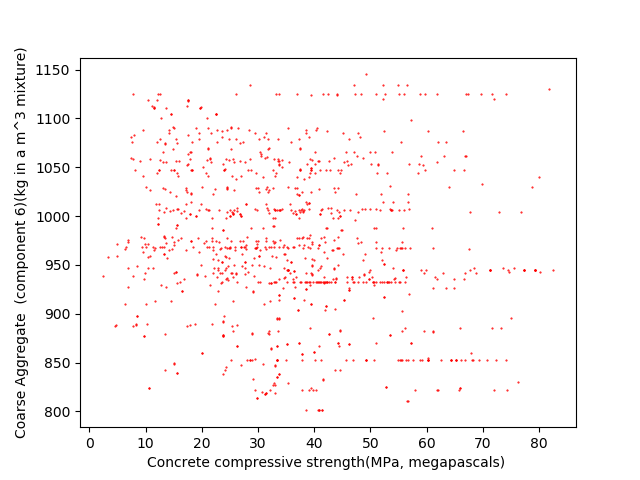 Coarse Aggregate  (component 6)(kg in a m^3 mixture)
1150
1100
1050
1000
950
900
850
800
0 10 20 30 40 50 60 70 80
Concrete compressive strength(MPa, megapascals)